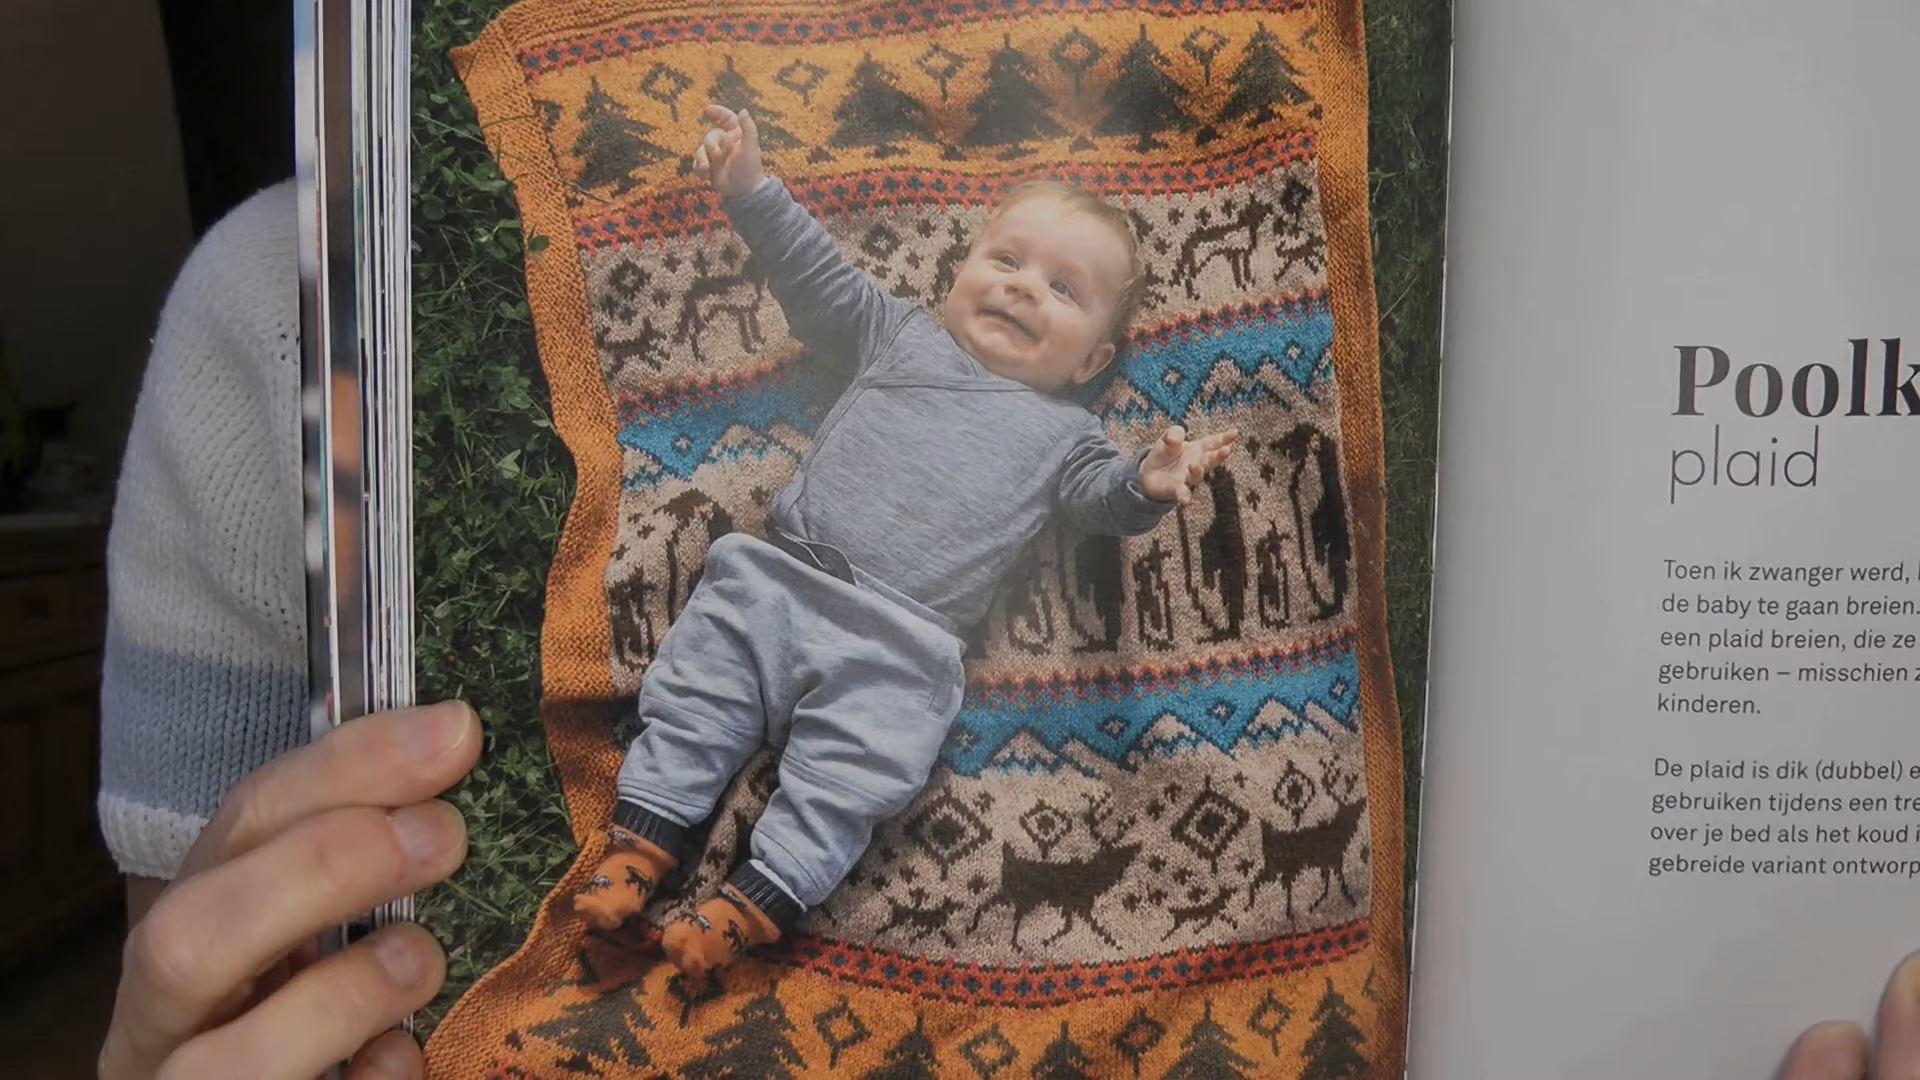 Poolk
plaid
Toen ik zwanger werd,
de baby te gaan breien.
een plaid breien, die ze
gebruiken – misschien
kinderen.
De plaid is dik (dubbel) e
gebruiken tijdens een tre
over je bed als het koud i
gebreide variant ontworp